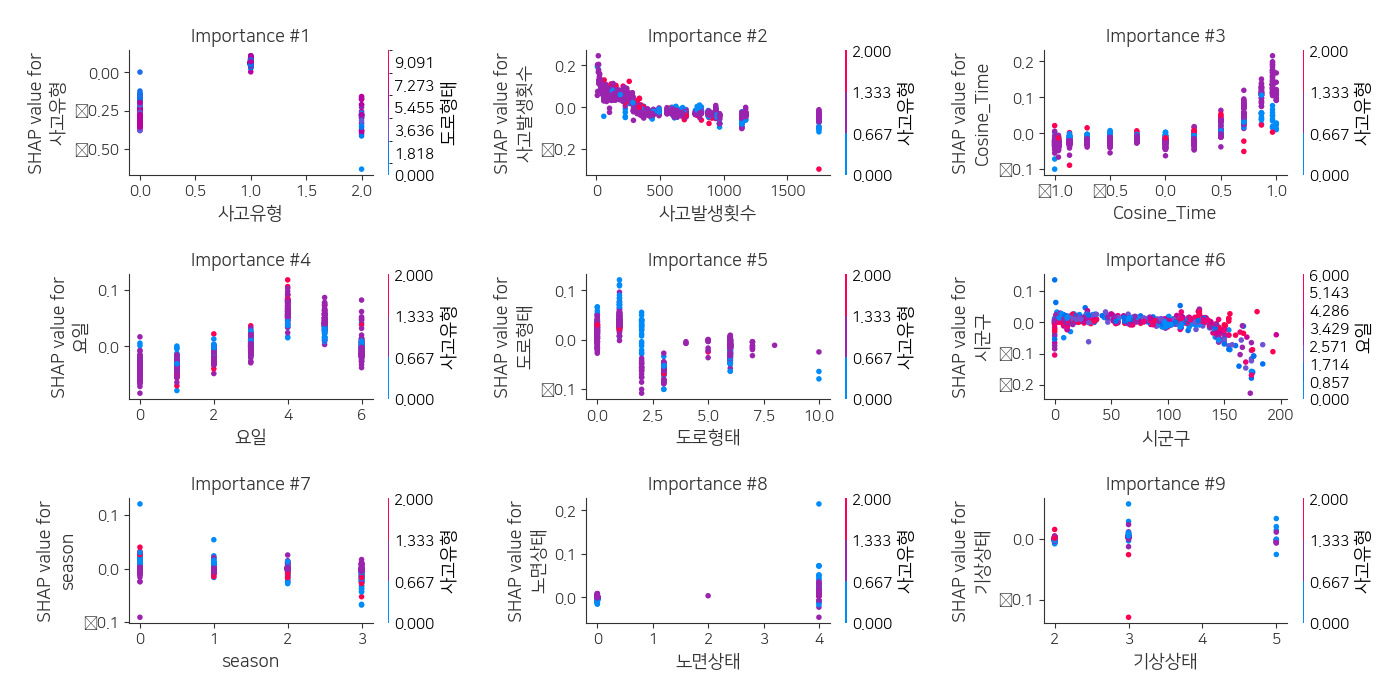 Importance #1
SHAP value for
사고유형
0.00
0.25
0.50
0.0
0.5
1.0
1.5
2.0
사고유형
9.091
7.273
5.455
3.636
1.818
0.000
도로형태
Importance #2
SHAP value for
사고발생횟수
0.2
0.0
0.2
0
500
1000
1500
사고발생횟수
2.000
1.333
0.667
0.000
사고유형
Importance #3
SHAP value for
Cosine_Time
0.2
0.1
0.0
0.1
1.0
0.5
0.0
0.5
1.0
Cosine_Time
2.000
1.333
0.667
0.000
사고유형
Importance #4
SHAP value for
요일
0.1
0.0
0
2
4
6
요일
2.000
1.333
0.667
0.000
사고유형
Importance #5
SHAP value for
도로형태
0.1
0.0
0.1
0.0
2.5
5.0
7.5
10.0
도로형태
2.000
1.333
0.667
0.000
사고유형
Importance #6
SHAP value for
시군구
0.1
0.0
0.1
0.2
0
50
100
150
200
시군구
6.000
5.143
4.286
3.429
2.571
1.714
0.857
0.000
요일
Importance #7
SHAP value for
season
0.1
0.0
0.1
0
1
2
3
season
2.000
1.333
0.667
0.000
사고유형
Importance #8
SHAP value for
노면상태
0.2
0.1
0.0
0
1
2
3
4
노면상태
2.000
1.333
0.667
0.000
사고유형
Importance #9
SHAP value for
기상상태
0.0
0.1
2
3
4
5
기상상태
2.000
1.333
0.667
0.000
사고유형